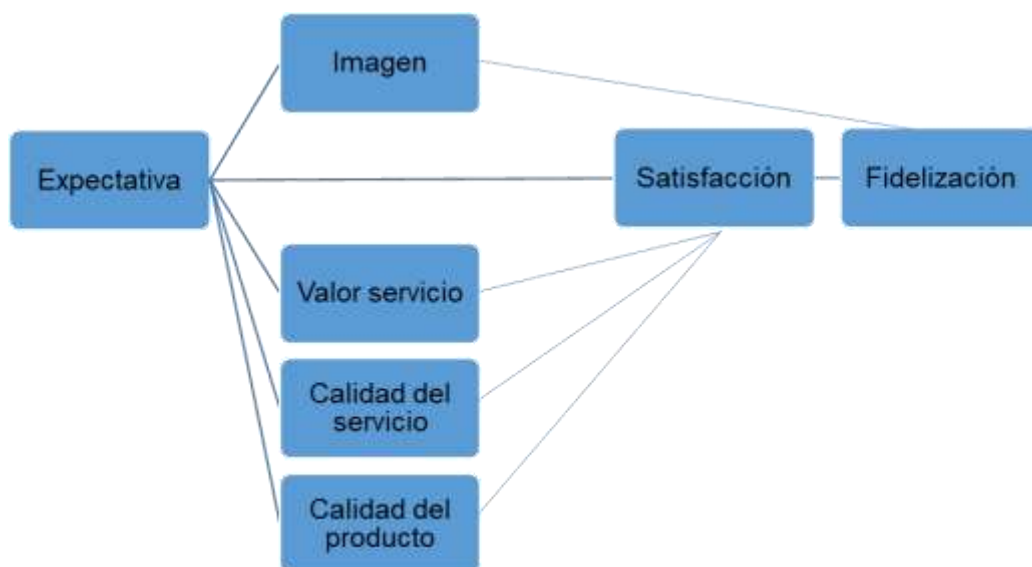 Imagen
Expectativa
Satisfacción
Fidelización
Valor servicio
Calidad del
servicio
Calidad del
producto